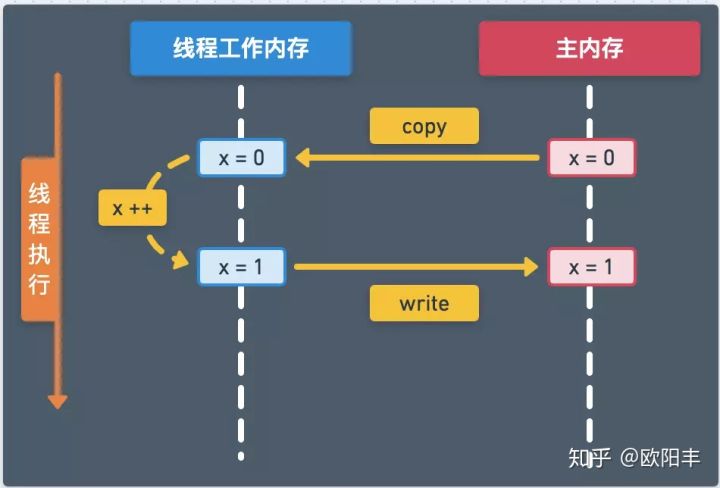 线程工作内存
主内存
copy
x = 0
x = 0
x ++
线程执行
x = 1
x = 1
write
知乎 @欧阳丰